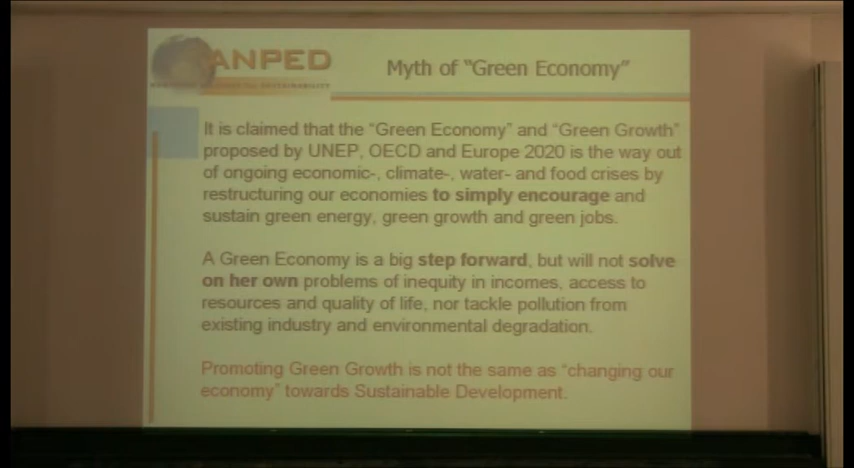 ANPED
Myth of "Green Economy"
It is claimed that the "Green Economy" and "Green Growth"
proposed by UNEP, OECD and Europe 2020 is the way out
of ongoing economic-, climate-, water- and food crises by
restructuring our economies to simply encourage and
sustain green energy, green growth and green jobs.
A Green Economy is a big step forward, but will not solve
on her own problems of inequity in incomes, access to
resources and quality of life, nor tackle pollution from
existing industry and environmental degradation.
Promoting Green Growth is not the same as "changing our
economy" towards Sustainable Development.